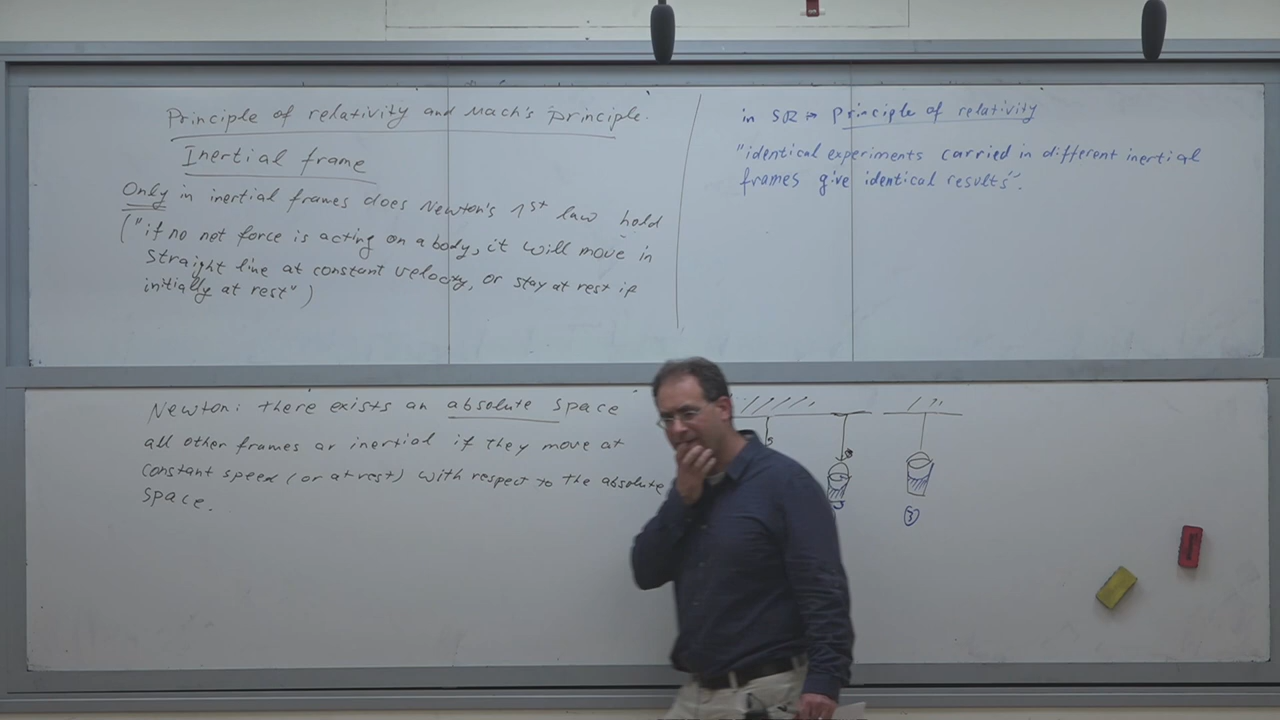 Principle of relativity and Mach's principle.
Inertial frame
Only in inertial frames does Newton's 1st law hold
("if no net force is acting on a body, it will move in
straight line at constant velocity, or stay at rest if
initially at rest")
in SR → principle of relativity
"identical experiments carried in different inertial
frames give identical results".
Newton: there exists an absolute space
all other frames ar inertial if they move at
constant speed (or at rest) with respect to the absolute
space.
3